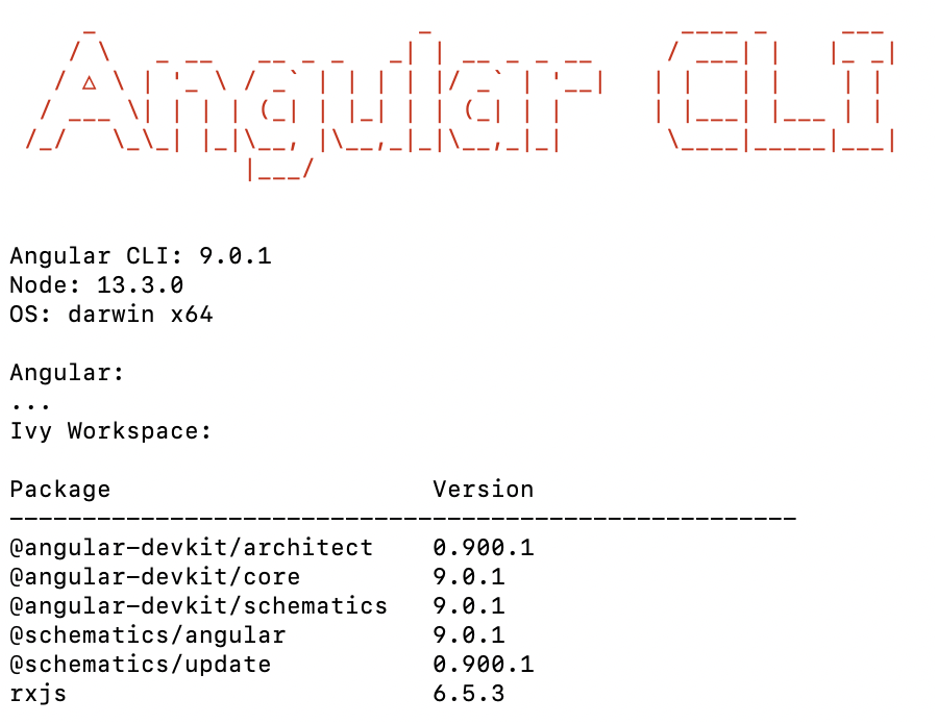 Angular CLI
Angular CLI: 9.0.1
Node: 13.3.0
OS: darwin x64
Angular:
...
Ivy Workspace:
Package Version
------------------------------------------------------
@angular-devkit/architect 0.900.1
@angular-devkit/core 9.0.1
@angular-devkit/schematics 9.0.1
@schematics/angular 9.0.1
@schematics/update 0.900.1
rxjs 6.5.3